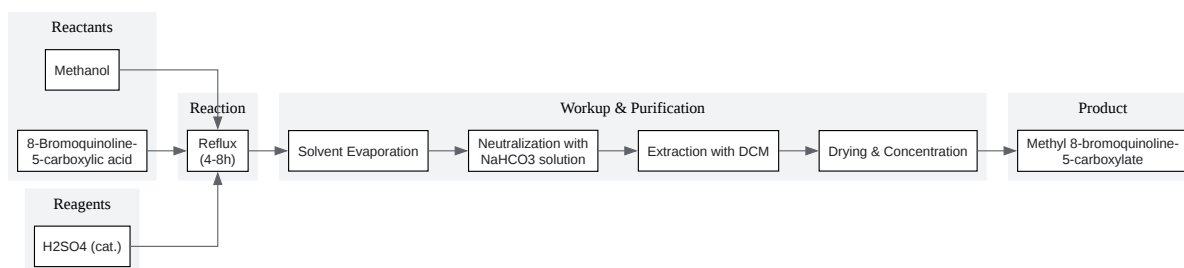 Reactants
Methanol
8-Bromoquinoline-
5-carboxylic acid
Reagents
H2SO4 (cat.)
Reaction
Reflux
(4-8h)
Workup & Purification
Solvent Evaporation
Neutralization with
NaHCO3 solution
Extraction with DCM
Drying & Concentration
Product
Methyl 8-bromoquinoline-
5-carboxylate